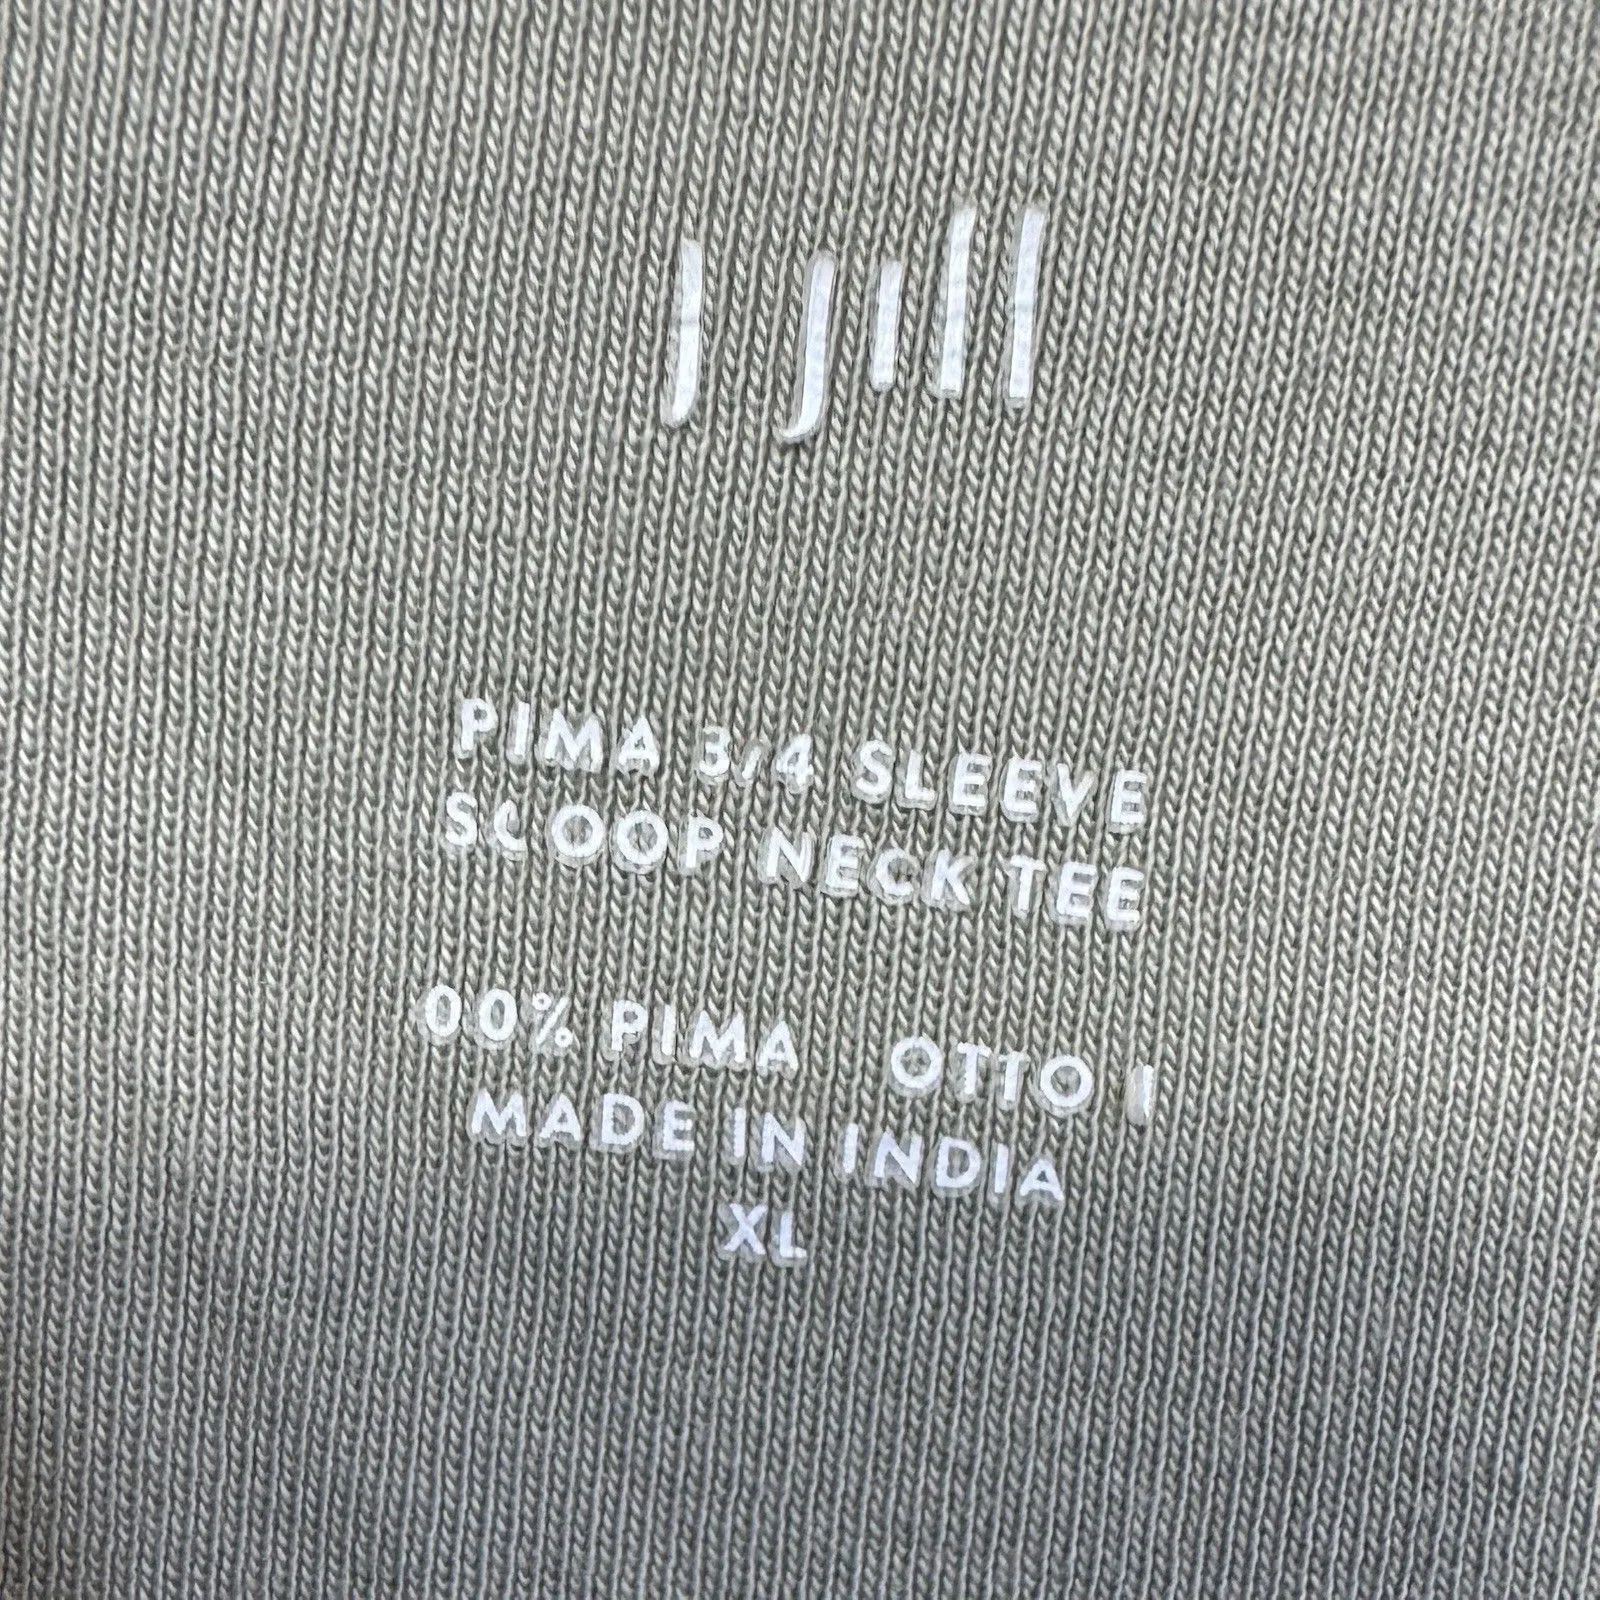 J Jill
PIMA 3/4 SLEEVE
SCOOP NECK TEE
00% PIMA OTTO
MADE IN INDIA
XL